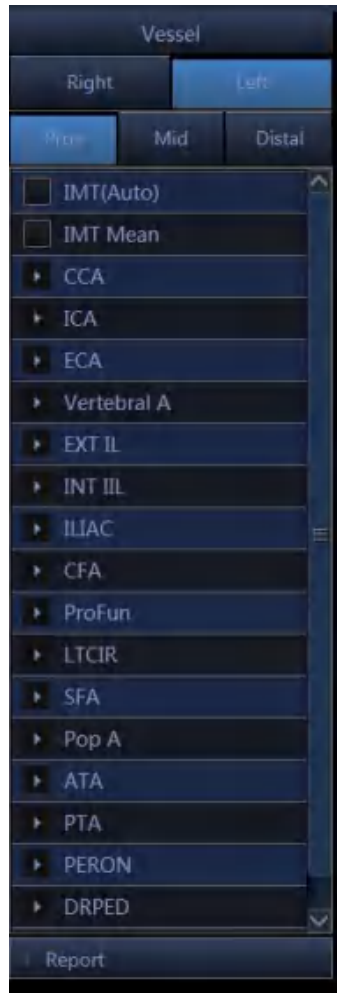 Vessel
Right Left
Prox Mid Distal
IMT(Auto)
IMT Mean
CCA
ICA
ECA
Vertebral A
EXT IL
INT IIL
ILIAC
CFA
ProFun
LTCIR
SFA
Pop A
ATA
PTA
PERON
DRPED
Report